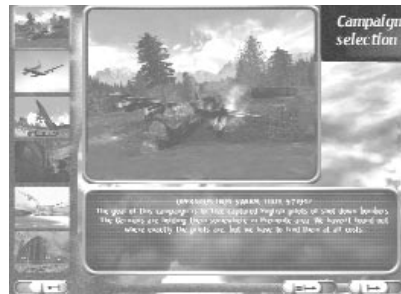 Campaign
selection
The goal of this campaign is to find captured English pilots of shot down bombers.
The Germans are holding them somewhere in area. We haven't found out
where exactly the pilots are, but we have to find them at all costs.